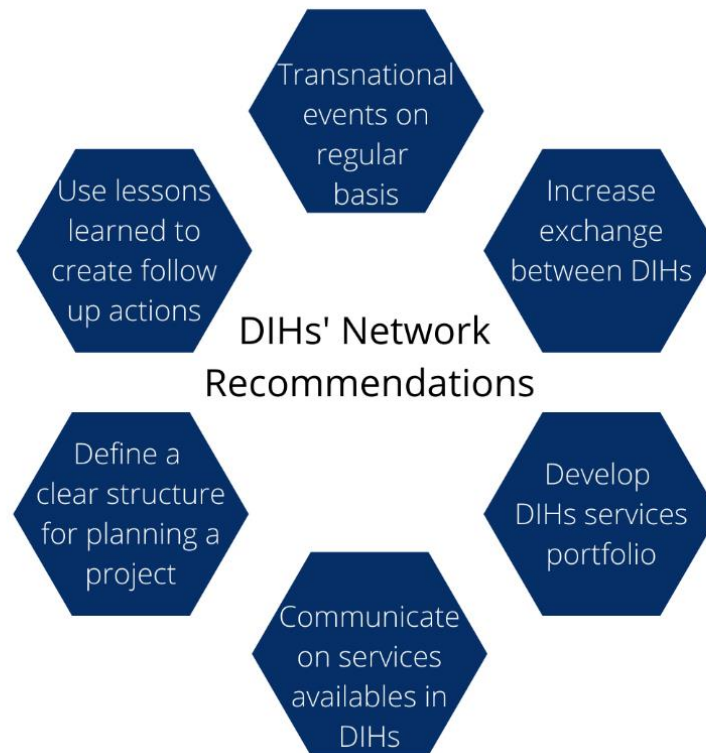 Transnational
events on
regular
basis
Increase
exchange
between DIHs
Develop
DIHs services
portfolio
Communicate
on services
availables in
DIHs
Define a
clear structure
for planning a
project
Use lessons
learned to
create follow
up actions
DIHs' Network
Recommendations